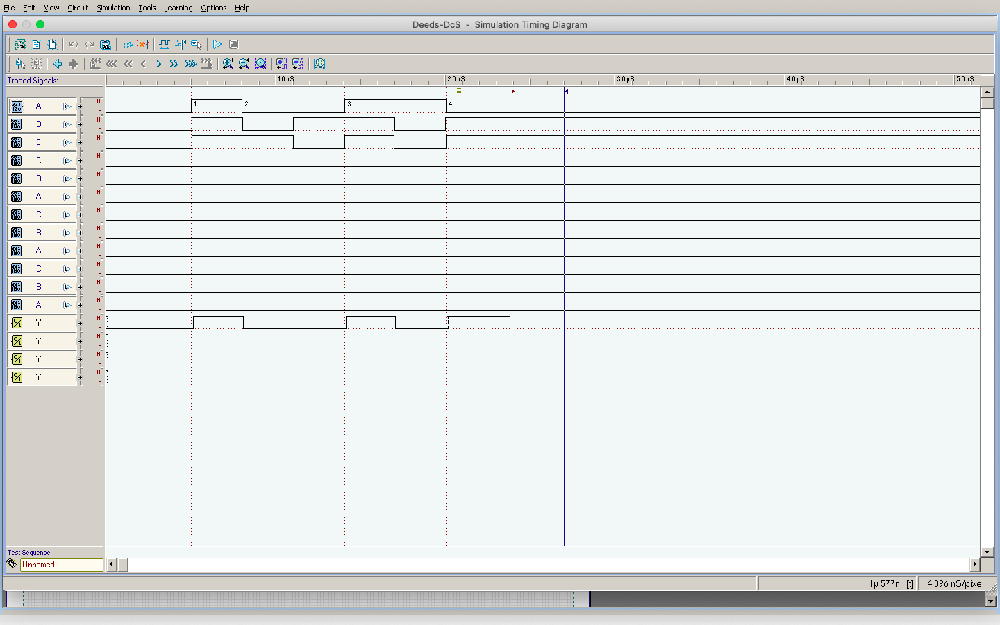 File Edit View Circuit Simulation Tools Learning Options Help
Deeds-DcS - Simulation Timing Diagram
Traced Signals:
1.0 µS 2.0 µS 3.0 µS 4.0 µS 5.0 µS
A H L 1 2 3 4
B H L
C H L
C H L
B H L
A H L
C H L
B H L
A H L
C H L
B H L
A H L
Y H L
Y H L
Y H L
Y H L
Test Sequence:
Unnamed
1µ 577n [t] 4.096 nS/pixel